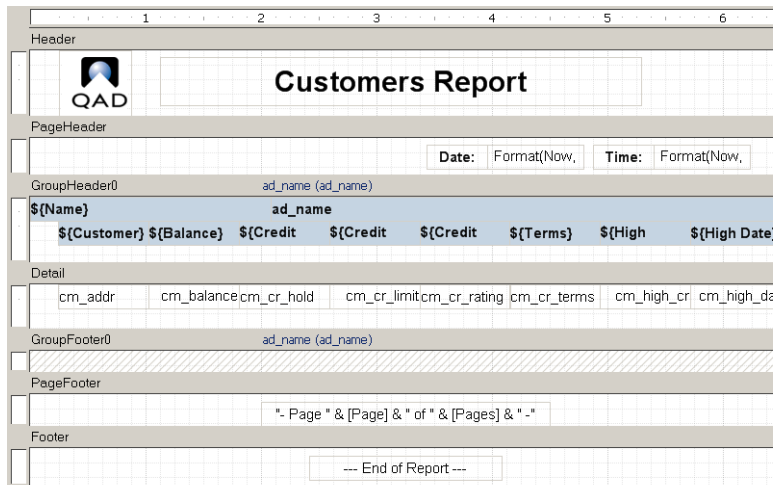 1 2 3 4 5 6
Header
QAD
Customers Report
PageHeader
Date: Format(Now, Time: Format(Now,
GroupHeader0 ad_name (ad_name)
${Name} ad_name
${Customer} ${Balance} ${Credit ${Credit ${Credit ${Terms} ${High ${High Date}
Detail
cm_addr cm_balance cm_cr_hold cm_cr_limit cm_cr_rating cm_cr_terms cm_high_cr cm_high_da
GroupFooter0 ad_name (ad_name)
PageFooter
"- Page " & [Page] & " of " & [Pages] & " -"
Footer
--- End of Report ---